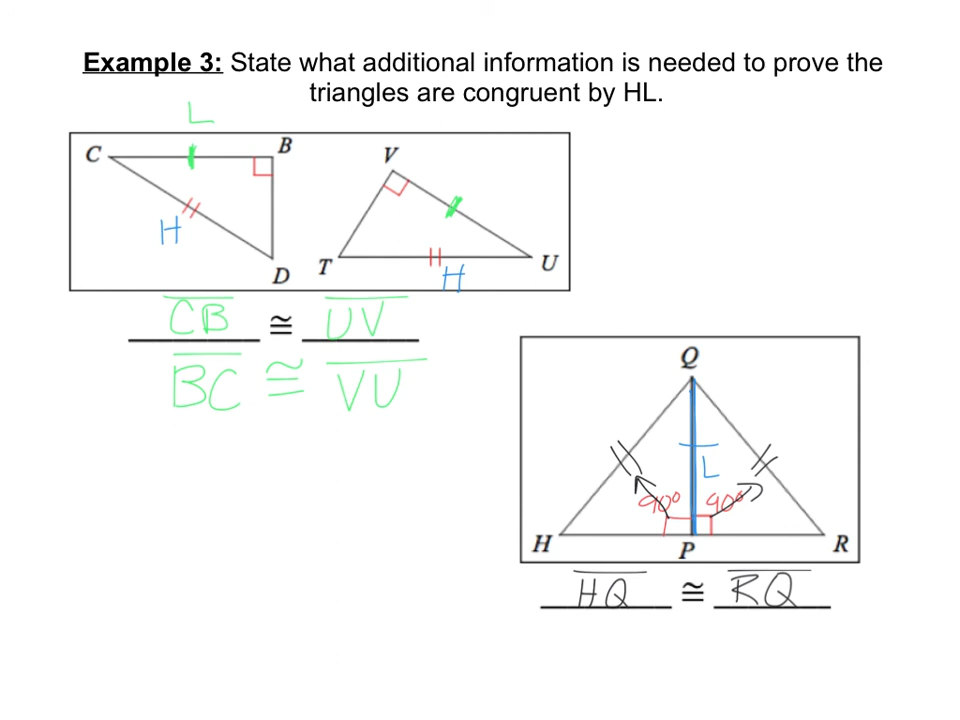 Example 3: State what additional information is needed to prove the
triangles are congruent by HL.
L
C B
V
H
D T H U
CB ≅ UV
BC ≅ VU
Q
L
90° 90°
H P R
HQ ≅ RQ